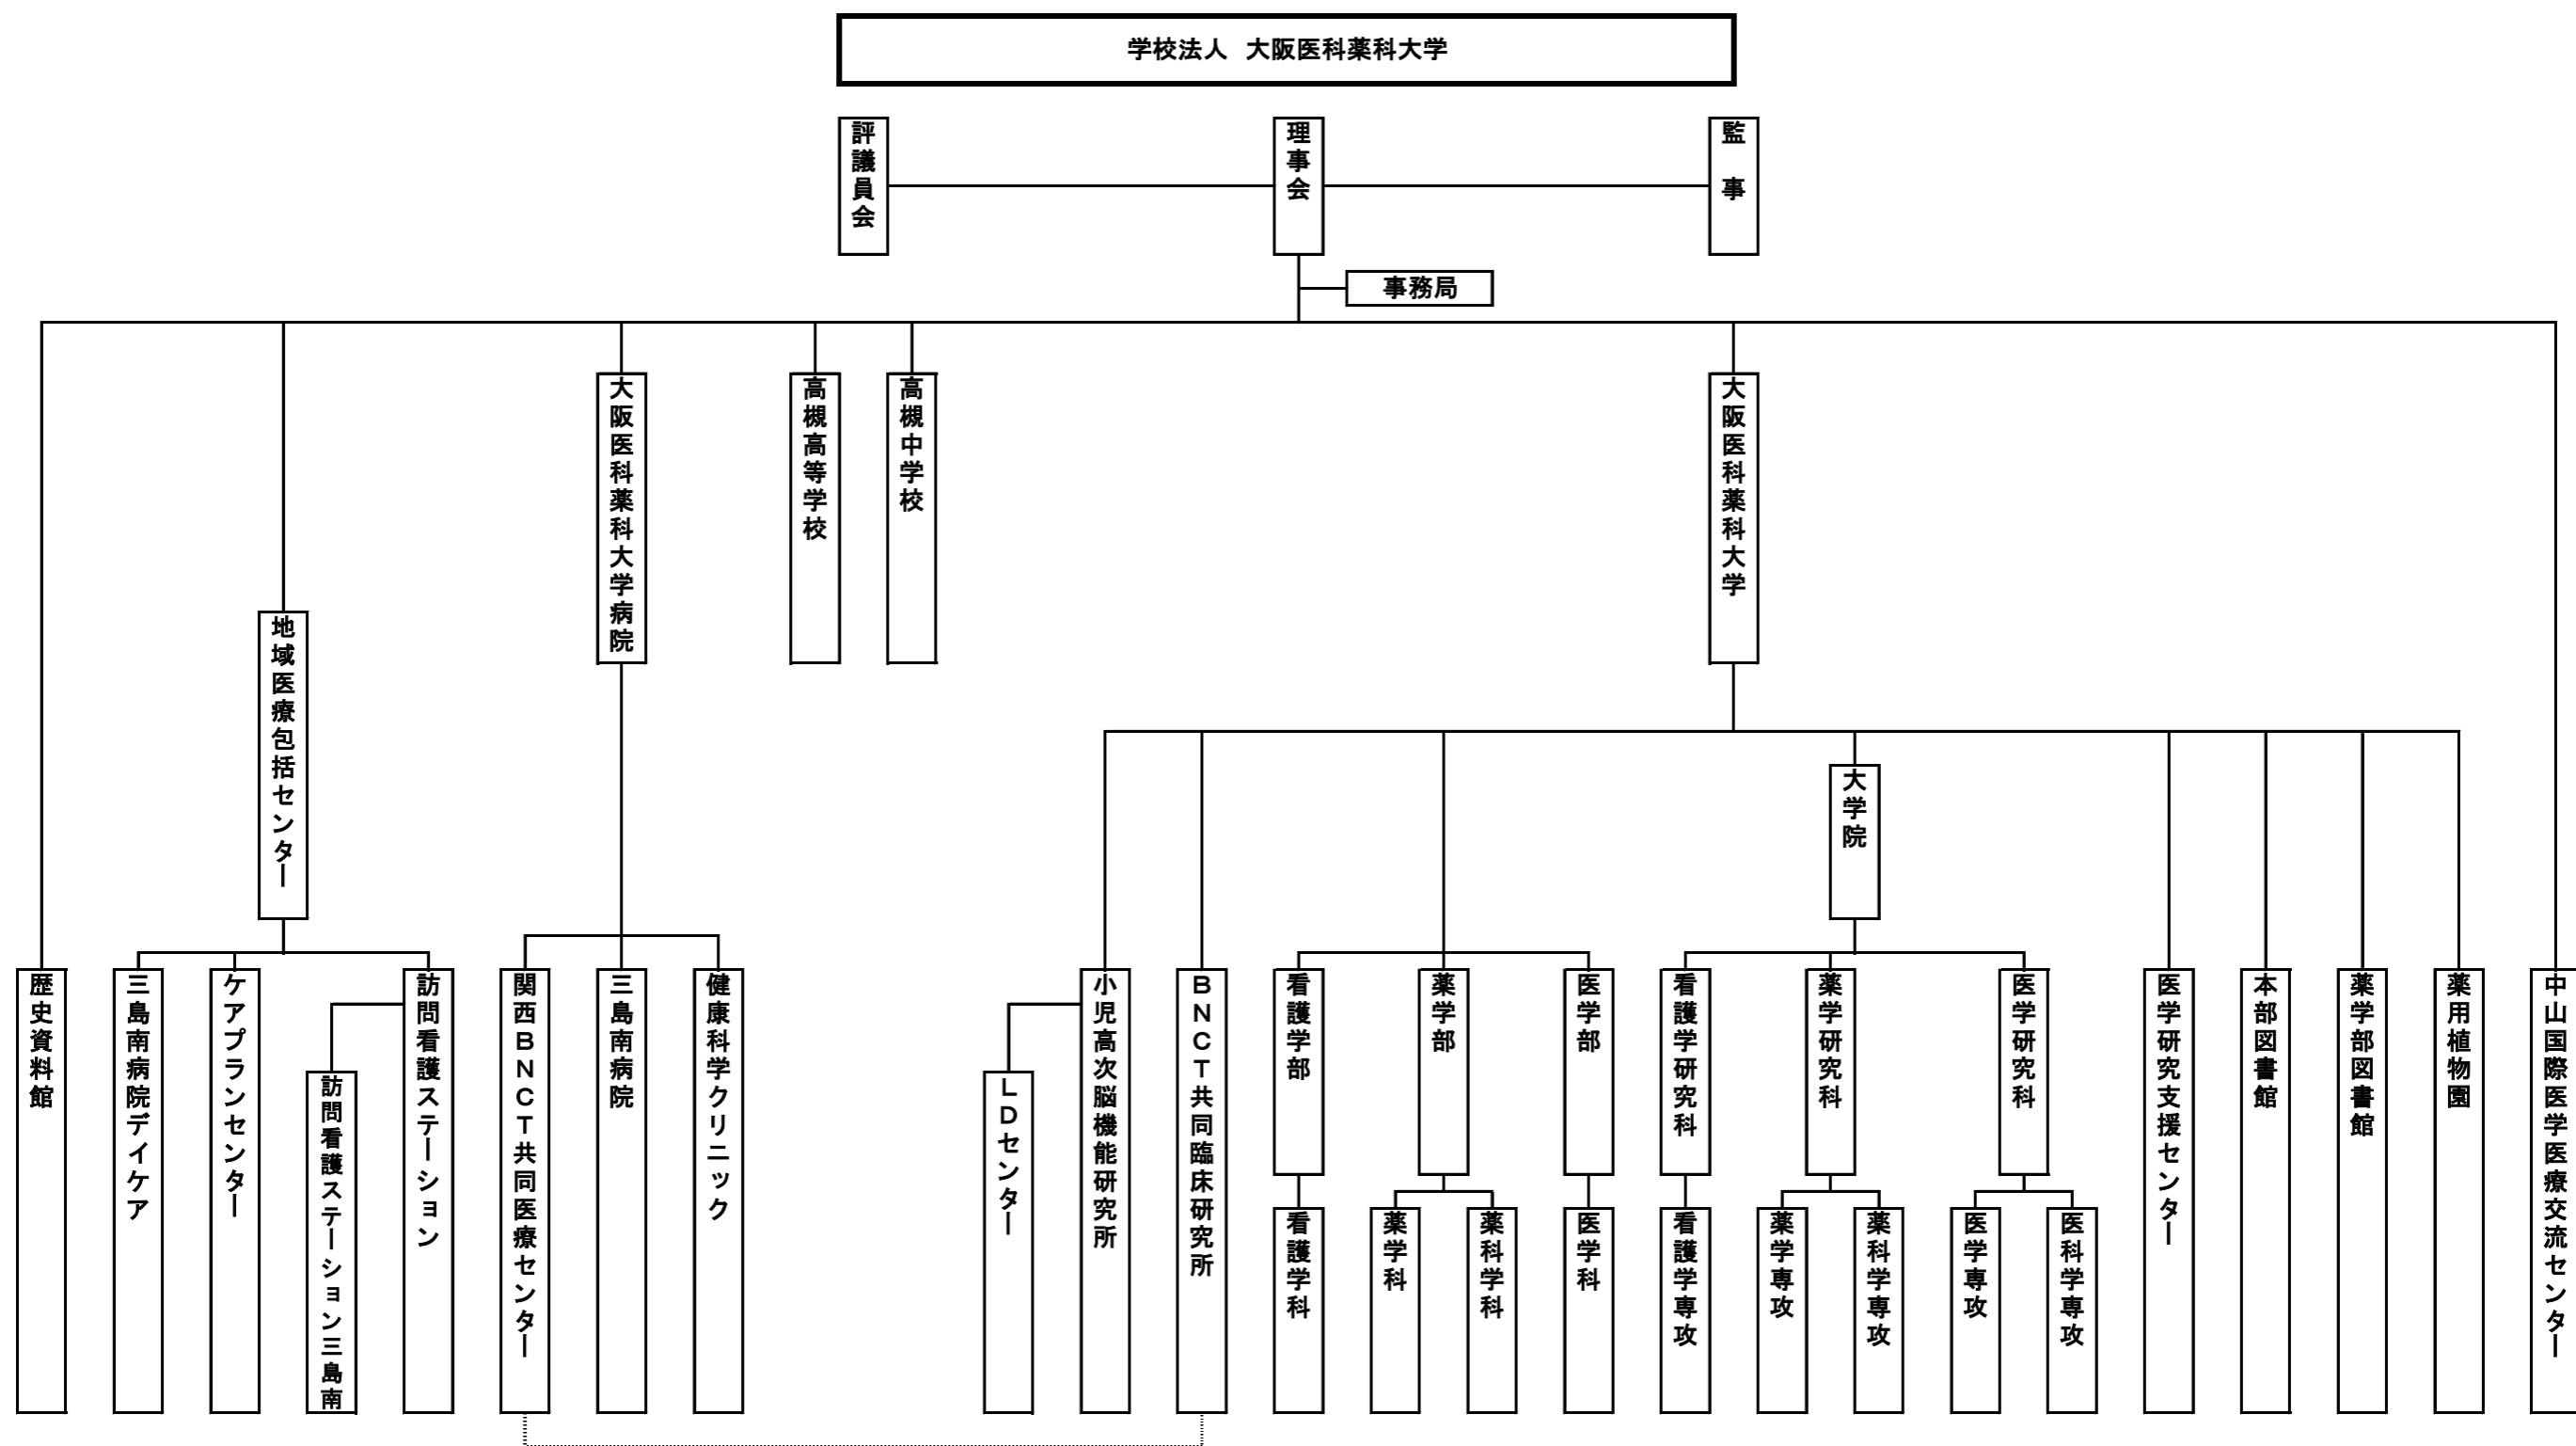 学校法人　大阪医科薬科大学
評議員会
理事会
監　事
事務局
大阪医科薬科大学病院
高槻高等学校
高槻中学校
大阪医科薬科大学
地域医療包括センター
大学院
歴史資料館
三島南病院デイケア
ケアプランセンター
訪問看護ステーション三島南
訪問看護ステーション
関西ＢＮＣＴ共同医療センター
三島南病院
健康科学クリニック
ＬＤセンター
小児高次脳機能研究所
ＢＮＣＴ共同臨床研究所
看護学部
薬学部
医学部
看護学研究科
薬学研究科
医学研究科
医学研究支援センター
本部図書館
薬学部図書館
薬用植物園
中山国際医学医療交流センター
看護学科
薬学科
薬科学科
医学科
看護学専攻
薬学専攻
薬科学専攻
医学専攻
医科学専攻